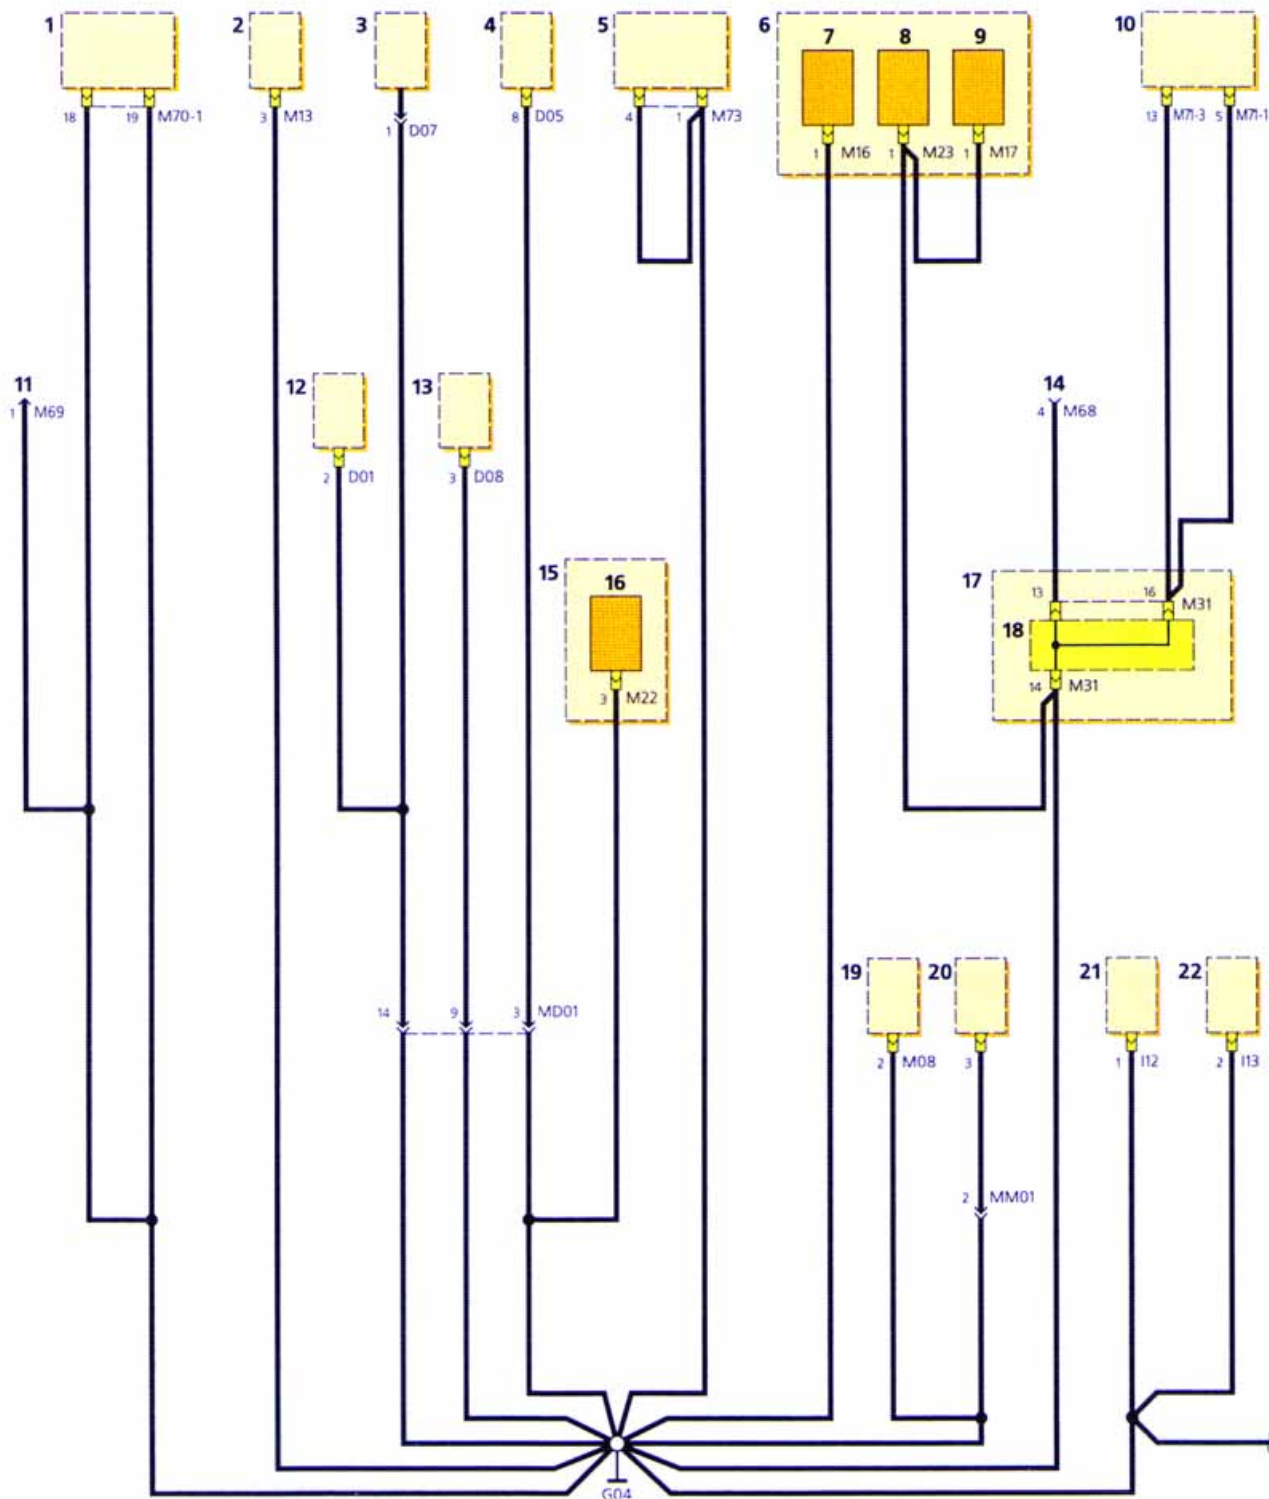 1 2 3 4 5 6 10
7 8 9
18 19 M70-1 3 M13 1 D07 8 D05 4 1 M73 13 M71-3 5 M71-1
1 M16 1 M23 1 M17
11 12 13 14
1 M69 4 M68
2 D01 3 D08
15 16 17
13 16 M31
18
14 M31
3 M22
19 20 21 22
14 9 3 MD01
2 M08 3 1 I12 2 I13
2 MM01
G04